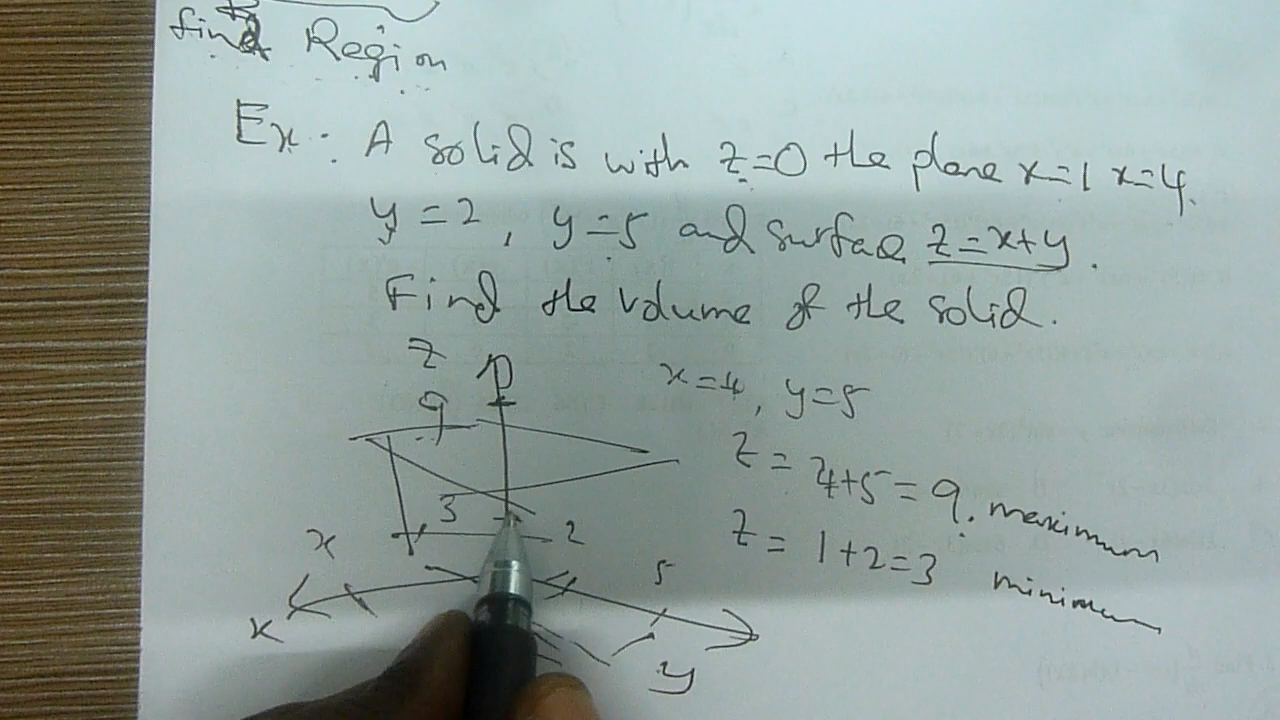 find Region
Ex: A solid is with z=0 the plane x=1 x=4.
y=2, y=5 and surface z=x+y.
Find the volume of the solid.
z
9
x=4, y=5
z= 4+5=9. maximum
z= 1+2=3 minimum
3
2
x
5
x
y